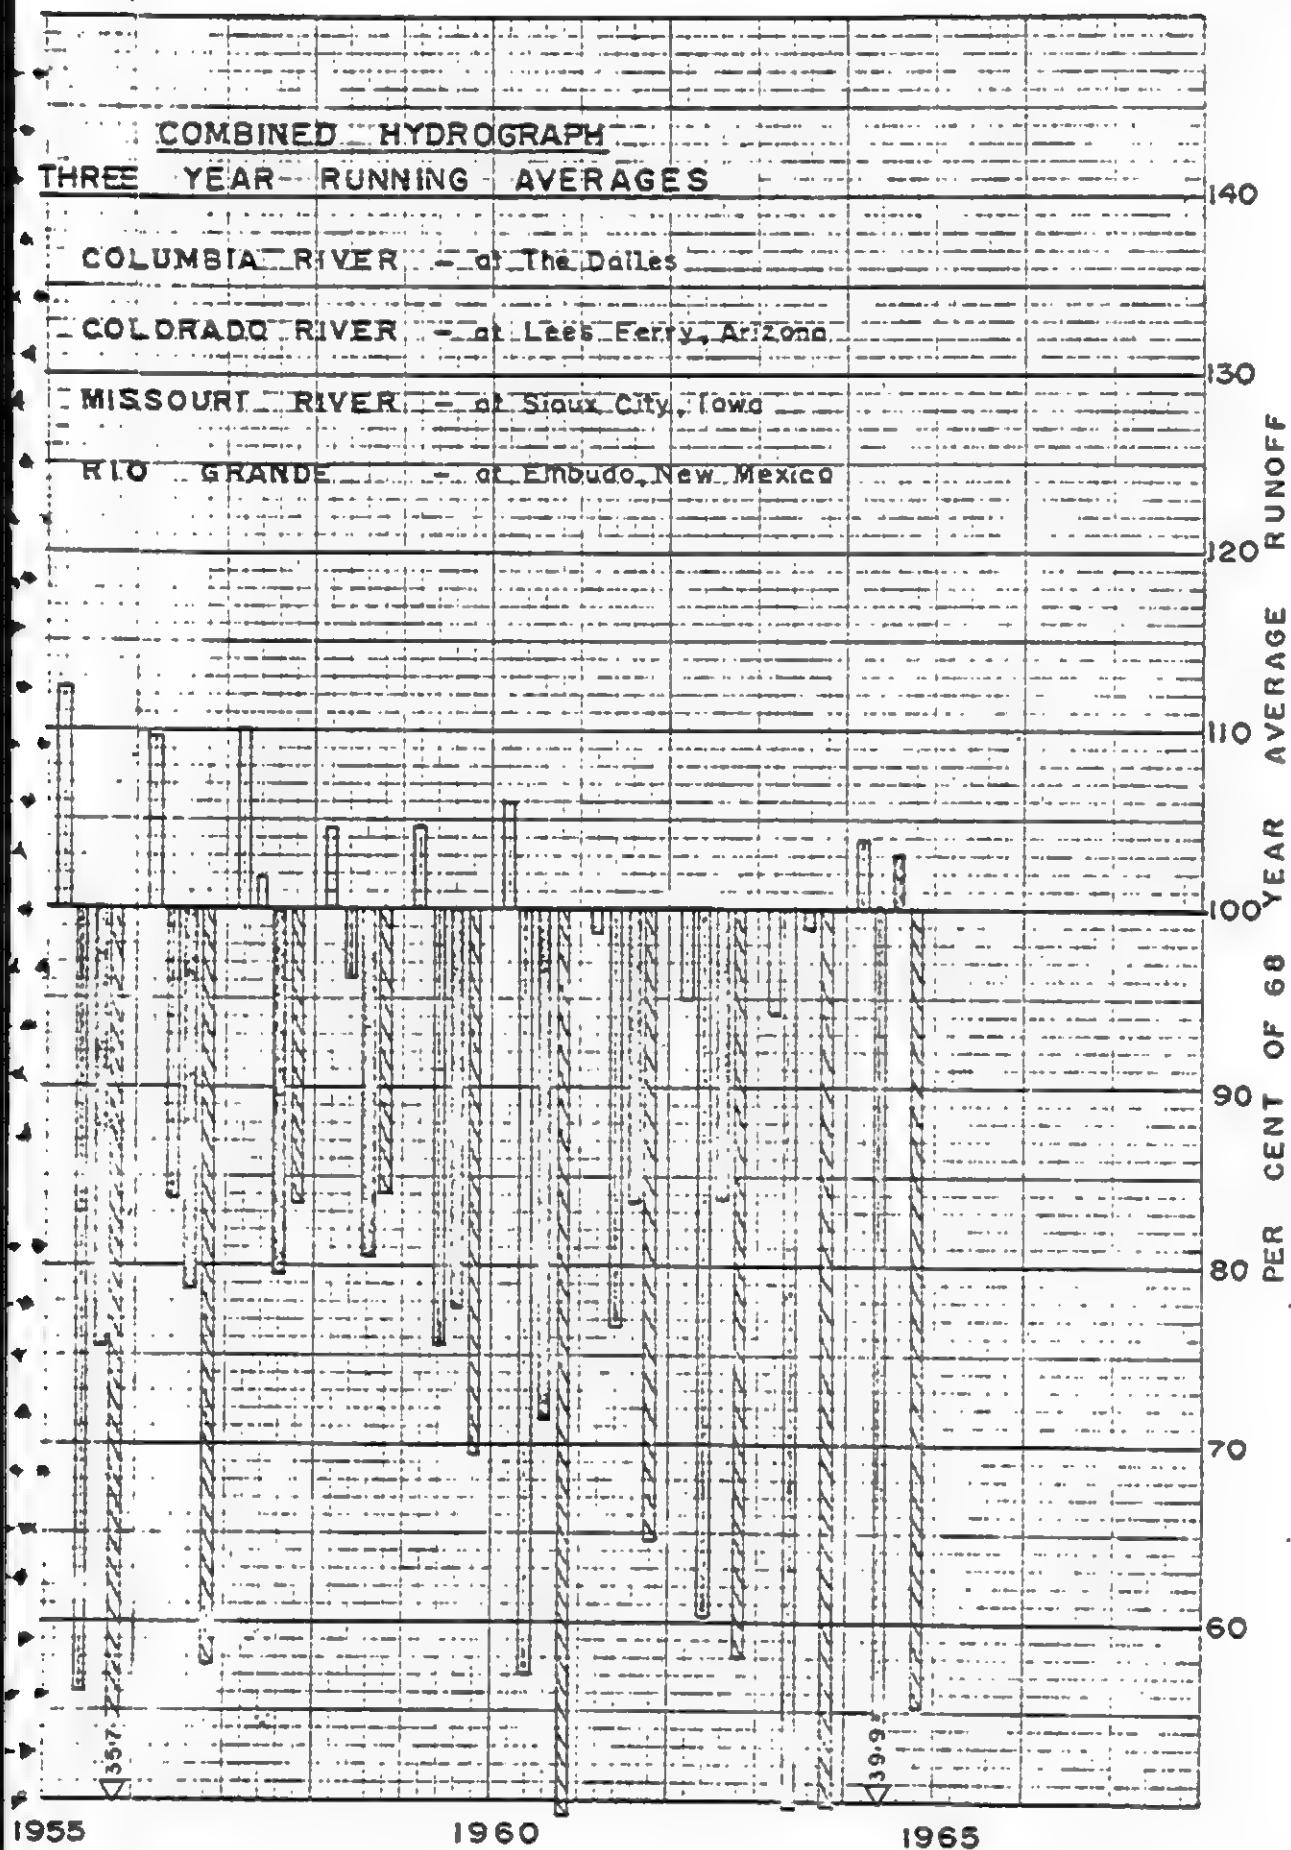 COMBINED HYDROGRAPH
THREE YEAR RUNNING AVERAGES
COLUMBIA RIVER - at The Dalles
COLORADO RIVER - at Lees Ferry, Arizona
MISSOURI RIVER - at Sioux City, Iowa
RIO GRANDE - at Embudo, New Mexico
140
130
120
110
100
90
80
70
60
PER CENT OF 68 YEAR AVERAGE RUNOFF
35.7
39.9
1955
1960
1965